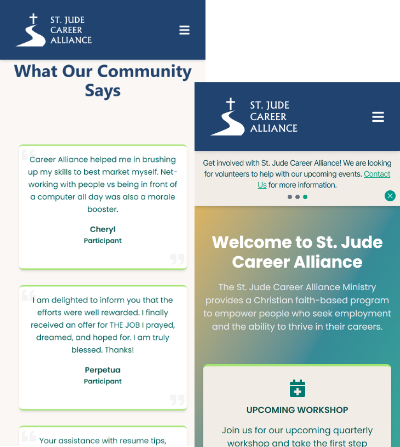 ST. JUDE
CAREER
ALLIANCE
What Our Community
Says
Career Alliance helped me in brushing
up my skills to best market myself. Net-
working with people vs being in front of
a computer all day was also a morale
booster.
Cheryl
Participant
I am delighted to inform you that the
efforts were well rewarded. I finally
received an offer for THE JOB I prayed,
dreamed, and hoped for. I am truly
blessed. Thanks!
Perpetua
Participant
Your assistance with resume tips,
ST. JUDE
CAREER
ALLIANCE
Get involved with St. Jude Career Alliance! We are looking
for volunteers to help with our upcoming events. Contact
Us for more information.
Welcome to St. Jude
Career Alliance
The St. Jude Career Alliance Ministry
provides a Christian faith-based program
to empower people who seek employment
and the ability to thrive in their careers.
UPCOMING WORKSHOP
Join us for our upcoming quarterly
workshop and take the first step